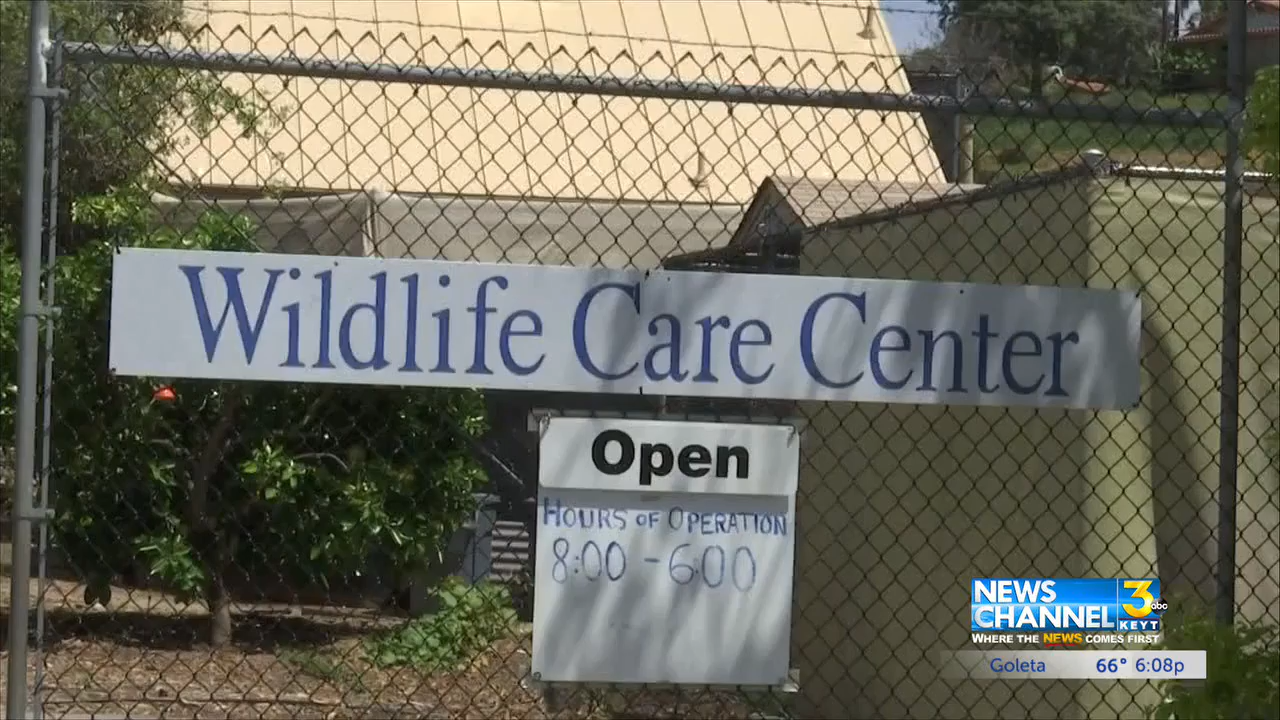 Wildlife Care Center
Open
HOURS OF OPERATION
8:00 - 6:00
NEWS
CHANNEL 3 abc
KEYT
WHERE THE NEWS COMES FIRST
Goleta 66° 6:08p